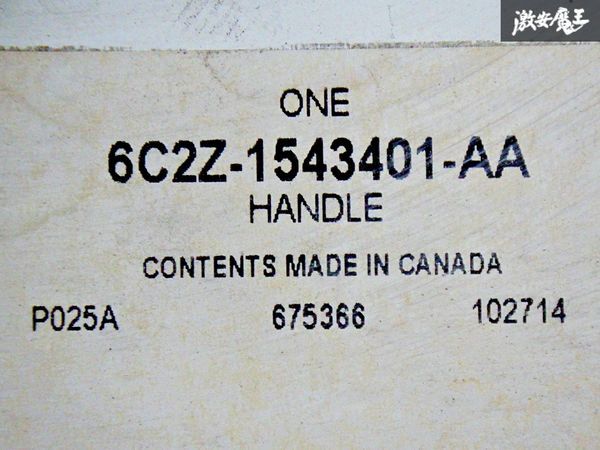 激安魔王
ONE
6C2Z-1543401-AA
HANDLE
CONTENTS MADE IN CANADA
P025A 675366 102714